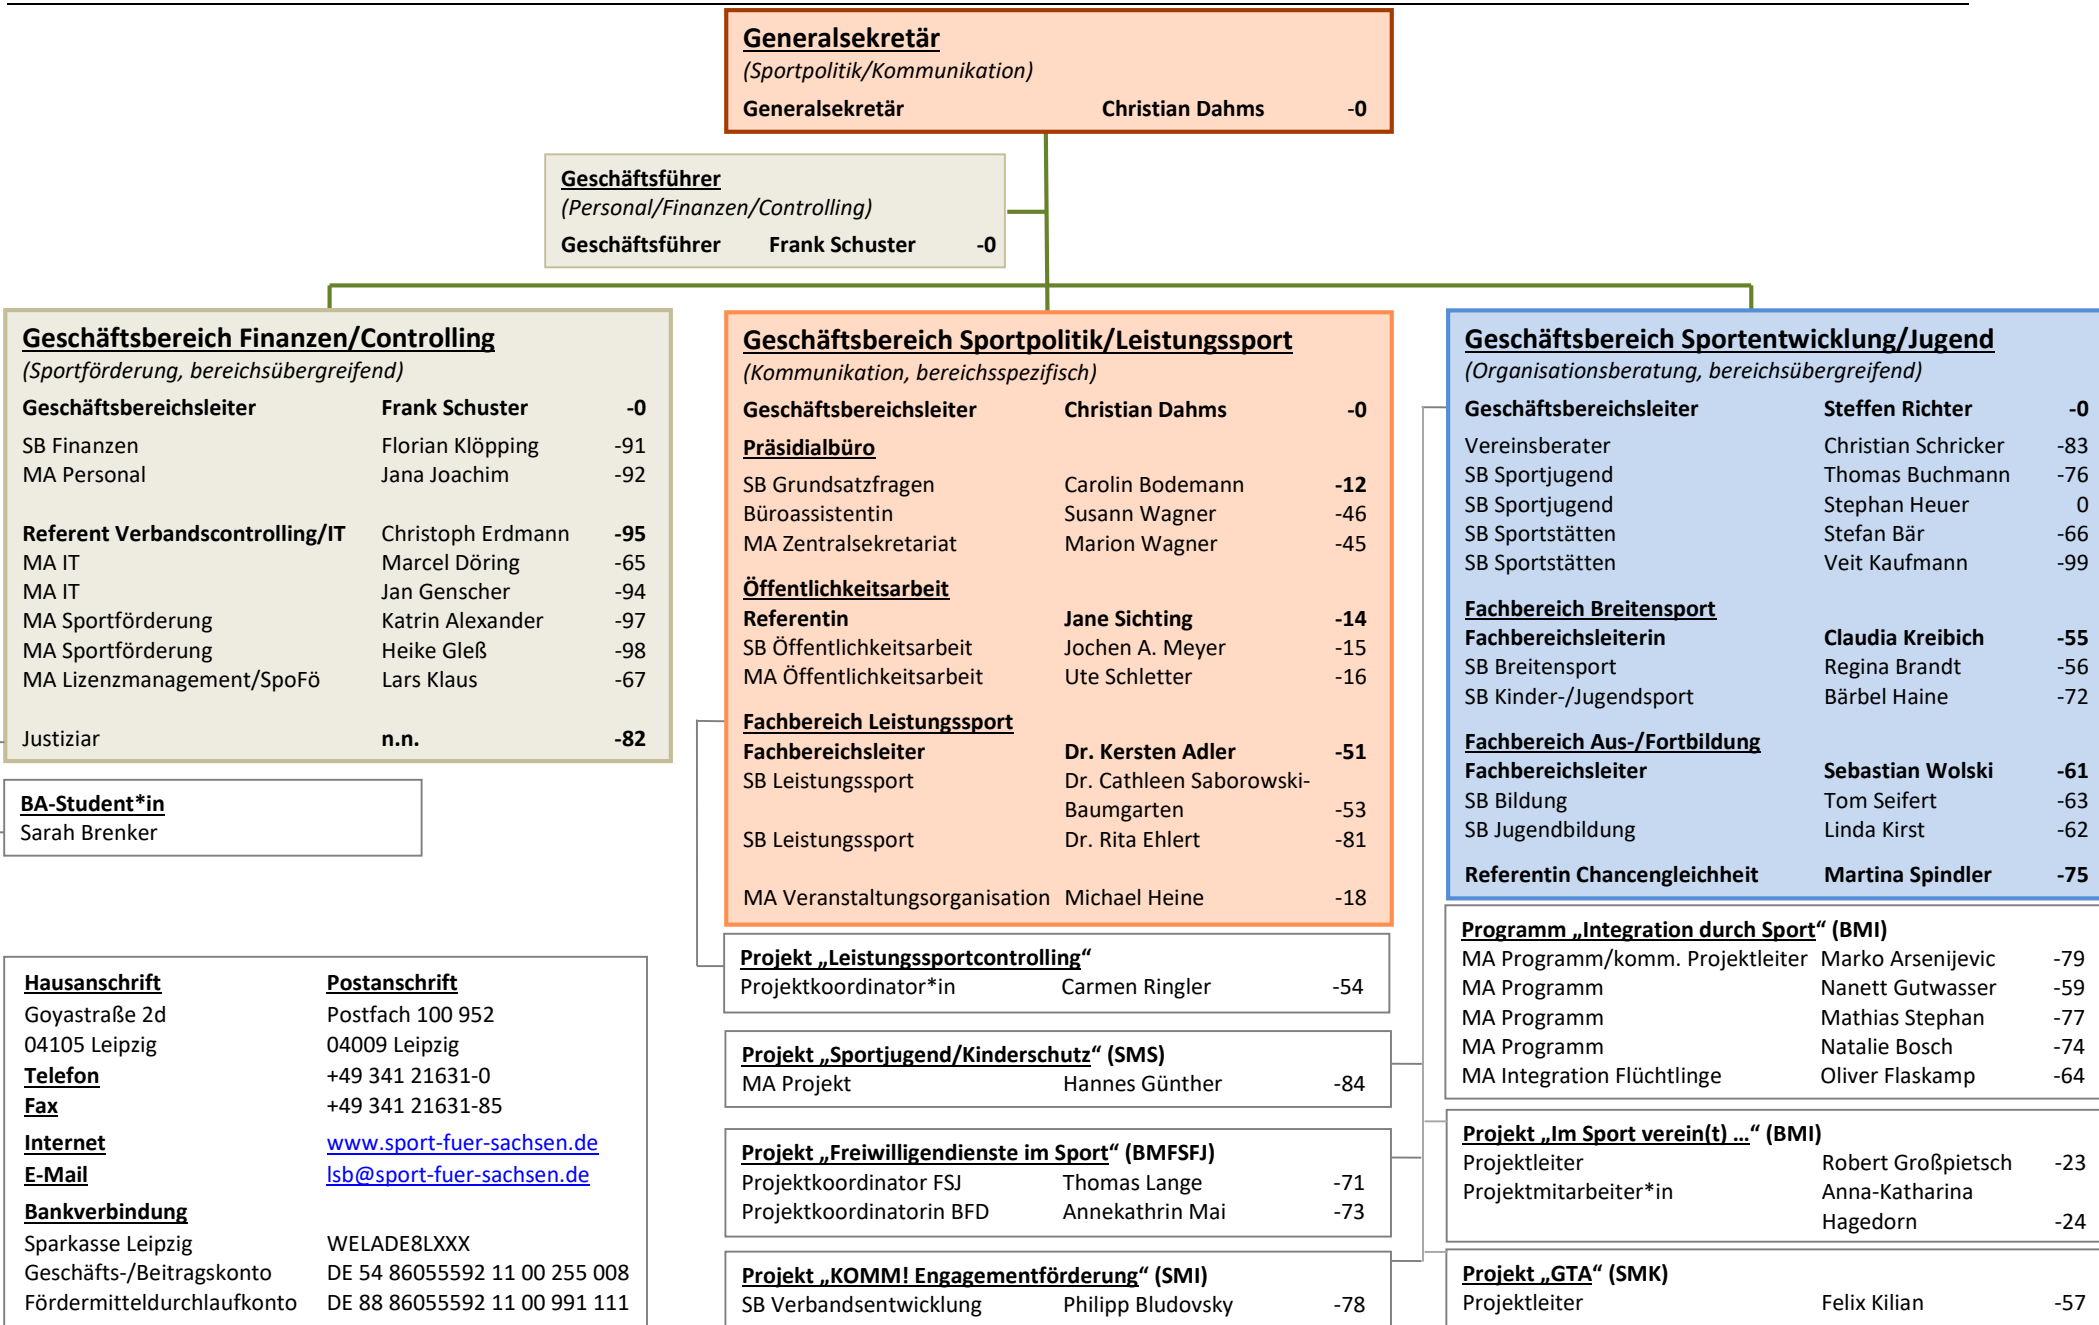 Generalsekretär
(Sportpolitik/Kommunikation)
Generalsekretär Christian Dahms -0
Geschäftsführer
(Personal/Finanzen/Controlling)
Geschäftsführer Frank Schuster -0
Geschäftsbereich Finanzen/Controlling
(Sportförderung, bereichsübergreifend)
Geschäftsbereichsleiter Frank Schuster -0
SB Finanzen Florian Klöpping -91
MA Personal Jana Joachim -92
Referent Verbandscontrolling/IT Christoph Erdmann -95
MA IT Marcel Döring -65
MA IT Jan Genscher -94
MA Sportförderung Katrin Alexander -97
MA Sportförderung Heike Gleß -98
MA Lizenzmanagement/SpoFö Lars Klaus -67
Justiziar n.n. -82
BA-Student*in
Sarah Brenker
Hausanschrift Postanschrift
Goyastraße 2d Postfach 100 952
04105 Leipzig 04009 Leipzig
Telefon +49 341 21631-0
Fax +49 341 21631-85
Internet www.sport-fuer-sachsen.de
E-Mail lsb@sport-fuer-sachsen.de
Bankverbindung
Sparkasse Leipzig WELADE8LXXX
Geschäfts-/Beitragskonto DE 54 86055592 11 00 255 008
Fördermitteldurchlaufkonto DE 88 86055592 11 00 991 111
Geschäftsbereich Sportpolitik/Leistungssport
(Kommunikation, bereichsspezifisch)
Geschäftsbereichsleiter Christian Dahms -0
Präsidialbüro
SB Grundsatzfragen Carolin Bodemann -12
Büroassistentin Susann Wagner -46
MA Zentralsekretariat Marion Wagner -45
Öffentlichkeitsarbeit
Referentin Jane Sichting -14
SB Öffentlichkeitsarbeit Jochen A. Meyer -15
MA Öffentlichkeitsarbeit Ute Schletter -16
Fachbereich Leistungssport
Fachbereichsleiter Dr. Kersten Adler -51
SB Leistungssport Dr. Cathleen Saborowski-
Baumgarten -53
SB Leistungssport Dr. Rita Ehlert -81
MA Veranstaltungsorganisation Michael Heine -18
Projekt „Leistungssportcontrolling“
Projektkoordinator*in Carmen Ringler -54
Projekt „Sportjugend/Kinderschutz“ (SMS)
MA Projekt Hannes Günther -84
Projekt „Freiwilligendienste im Sport“ (BMFSFJ)
Projektkoordinator FSJ Thomas Lange -71
Projektkoordinatorin BFD Annekathrin Mai -73
Projekt „KOMM! Engagementförderung“ (SMI)
SB Verbandsentwicklung Philipp Bludovsky -78
Geschäftsbereich Sportentwicklung/Jugend
(Organisationsberatung, bereichsübergreifend)
Geschäftsbereichsleiter Steffen Richter -0
Vereinsberater Christian Schricker -83
SB Sportjugend Thomas Buchmann -76
SB Sportjugend Stephan Heuer 0
SB Sportstätten Stefan Bär -66
SB Sportstätten Veit Kaufmann -99
Fachbereich Breitensport
Fachbereichsleiterin Claudia Kreibich -55
SB Breitensport Regina Brandt -56
SB Kinder-/Jugendsport Bärbel Haine -72
Fachbereich Aus-/Fortbildung
Fachbereichsleiter Sebastian Wolski -61
SB Bildung Tom Seifert -63
SB Jugendbildung Linda Kirst -62
Referentin Chancengleichheit Martina Spindler -75
Programm „Integration durch Sport“ (BMI)
MA Programm/komm. Projektleiter Marko Arsenijevic -79
MA Programm Nanett Gutwasser -59
MA Programm Mathias Stephan -77
MA Programm Natalie Bosch -74
MA Integration Flüchtlinge Oliver Flaskamp -64
Projekt „Im Sport verein(t) ...“ (BMI)
Projektleiter Robert Großpietsch -23
Projektmitarbeiter*in Anna-Katharina
Hagedorn -24
Projekt „GTA“ (SMK)
Projektleiter Felix Kilian -57